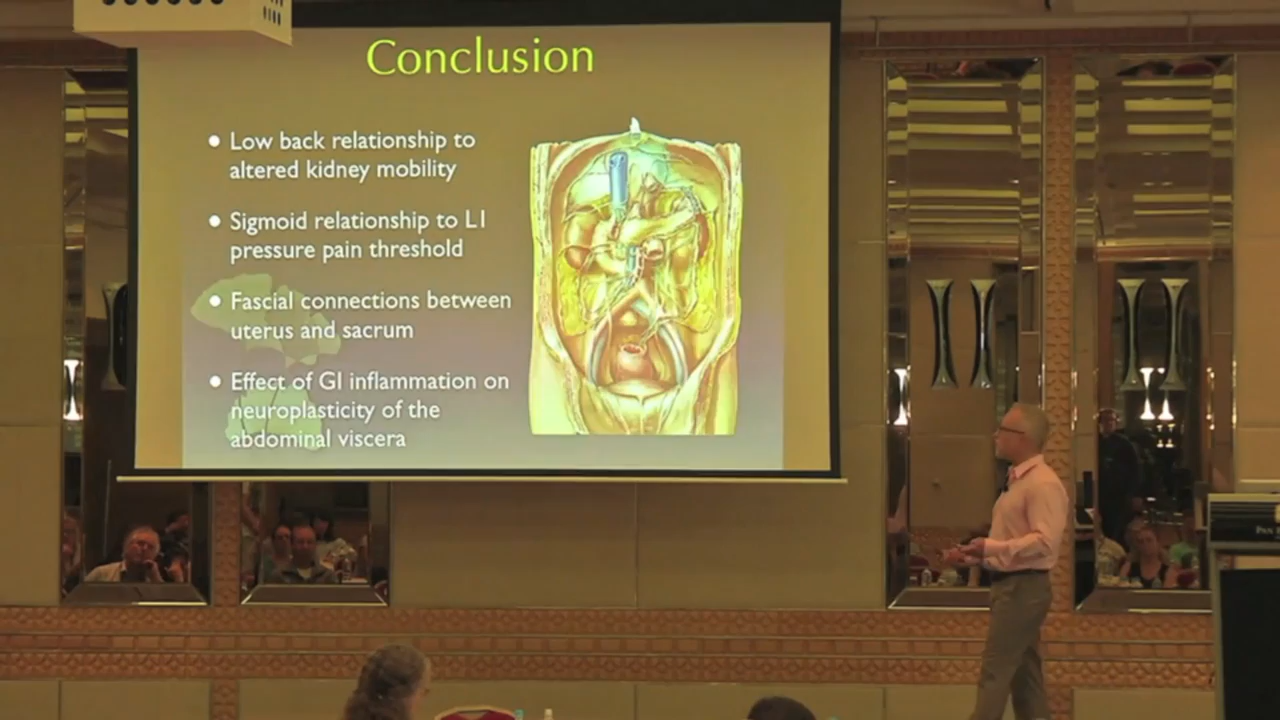 Conclusion
• Low back relationship to
altered kidney mobility
• Sigmoid relationship to L1
pressure pain threshold
• Fascial connections between
uterus and sacrum
• Effect of GI inflammation on
neuroplasticity of the
abdominal viscera
PAN